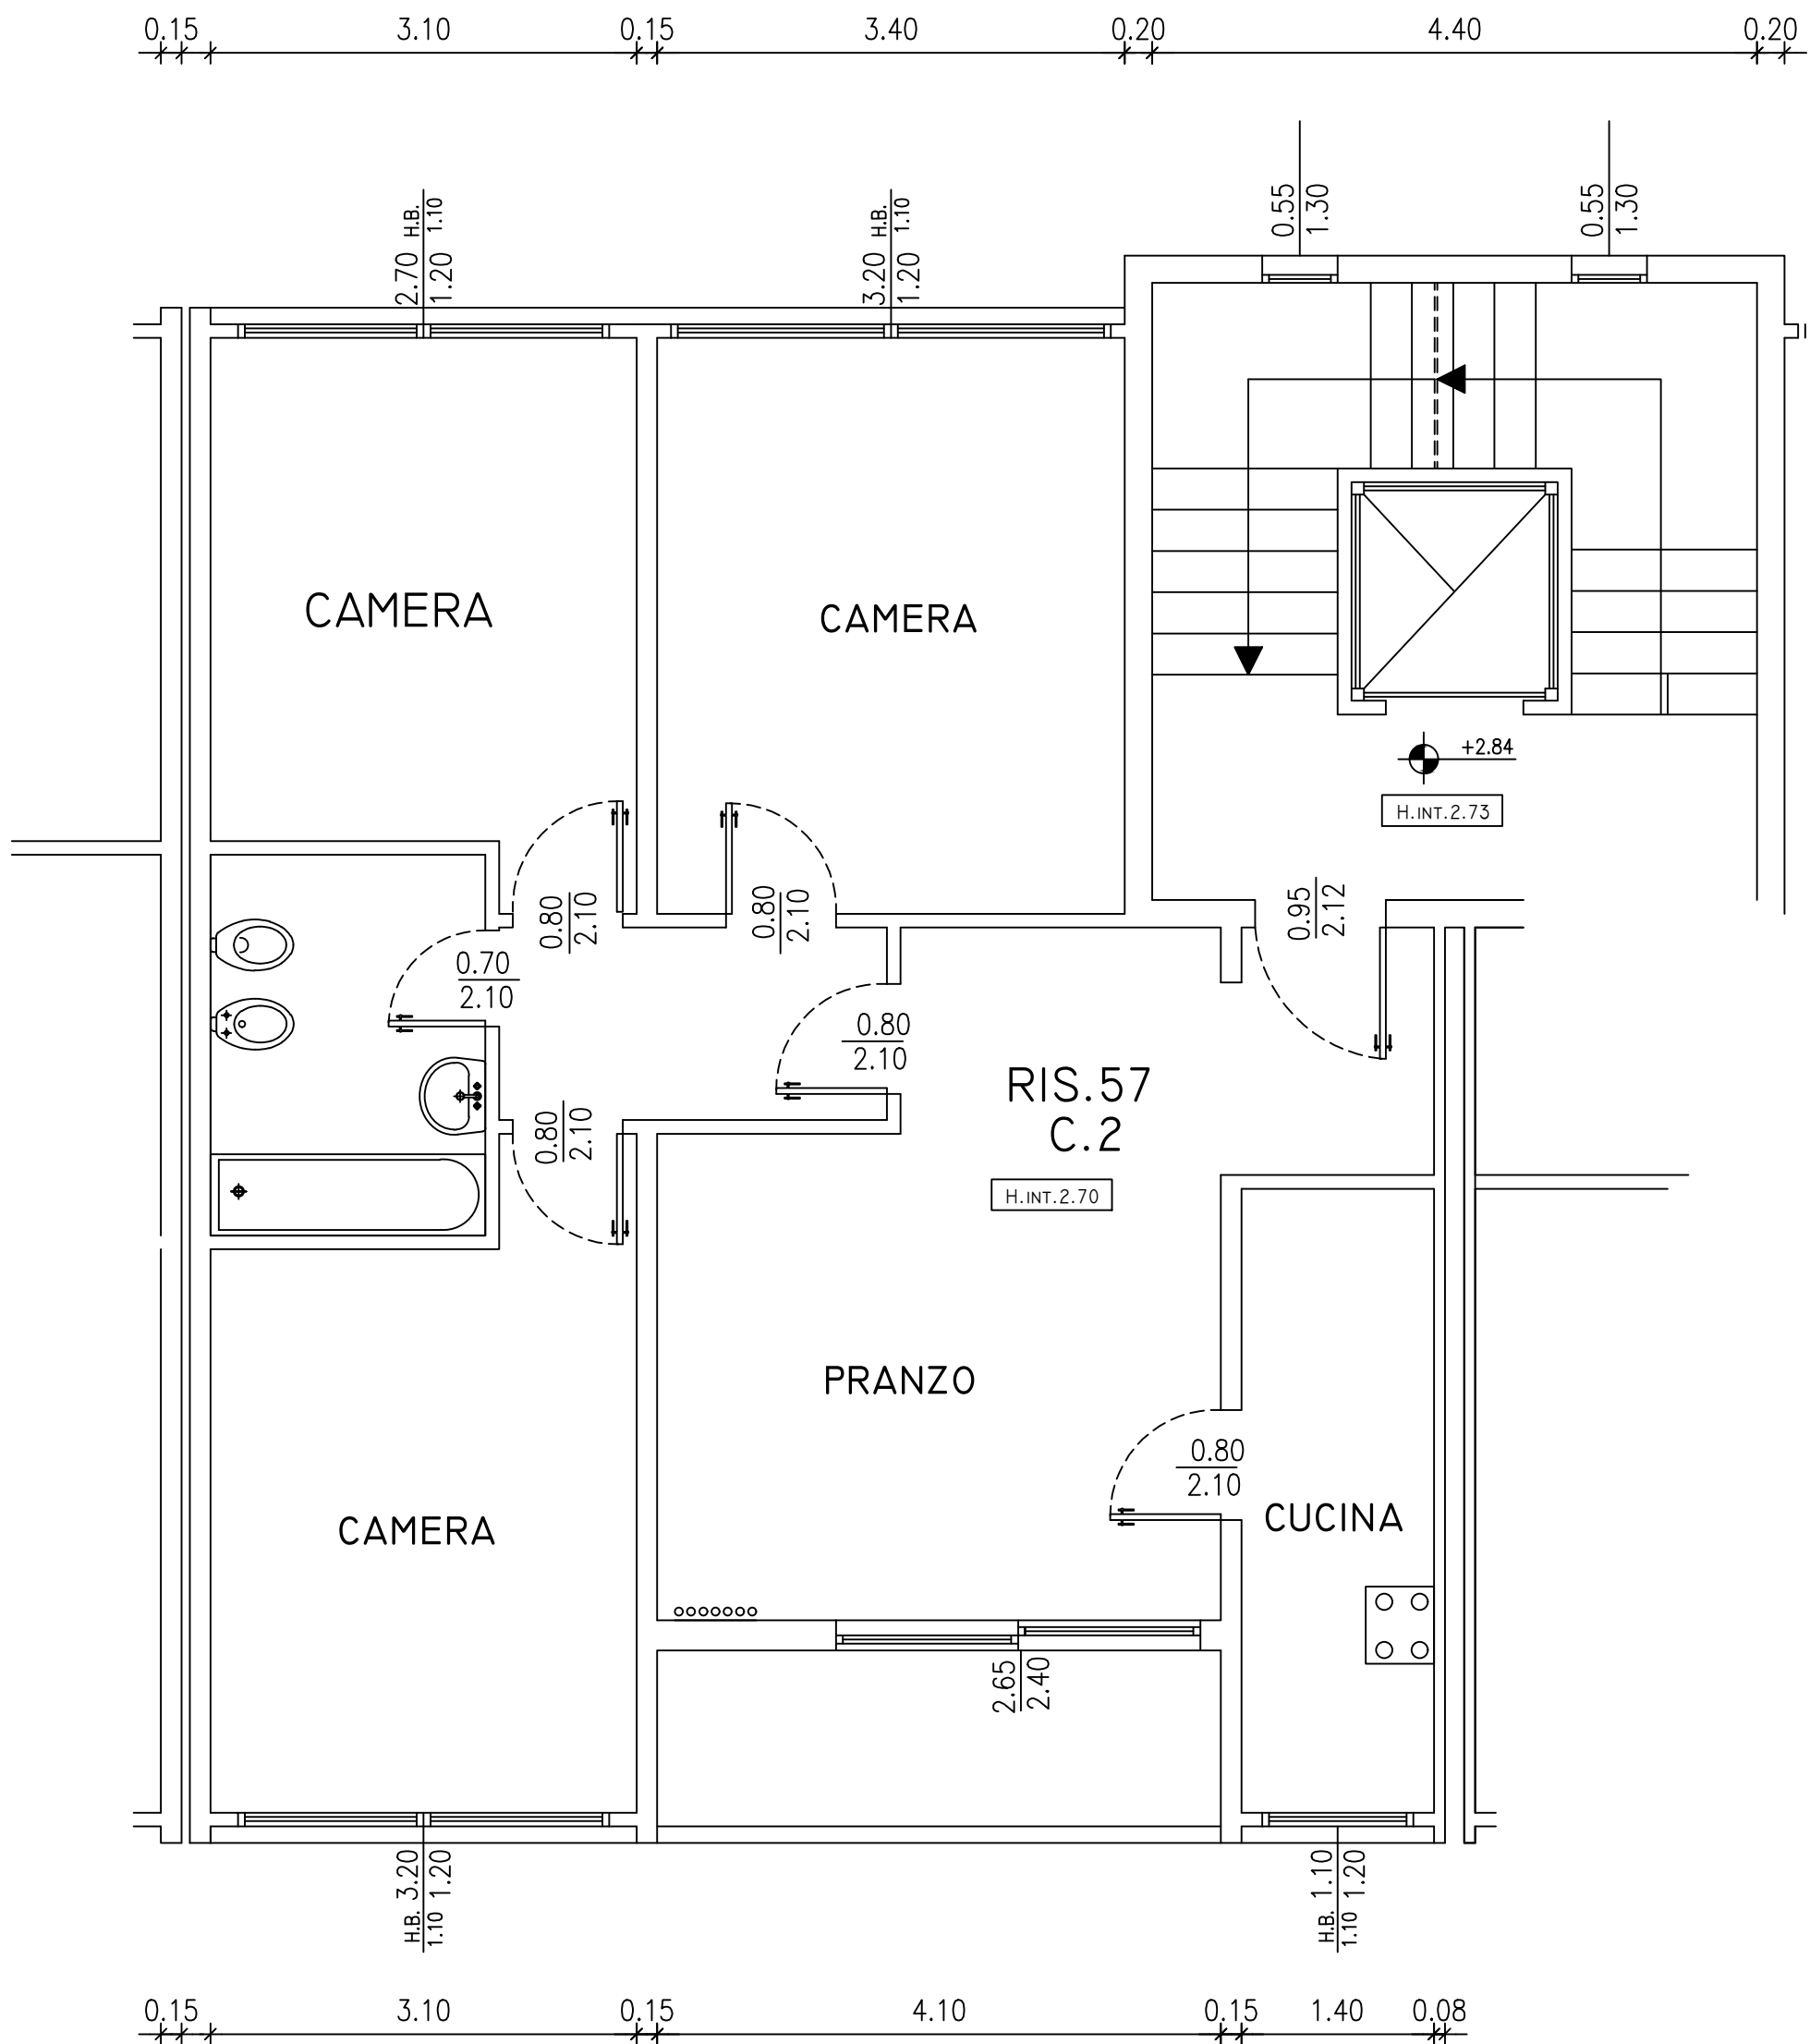 0.15 3.10 0.15 3.40 0.20 4.40 0.20
2.70 H.B.
1.20 1.10
3.20 H.B.
1.20 1.10
0.55
1.30
0.55
1.30
CAMERA
CAMERA
+2.84
H.INT.2.73
0.80
2.10
0.80
2.10
0.95
2.12
0.70
2.10
0.80
2.10
RIS.57
C.2
H.INT.2.70
0.80
2.10
PRANZO
0.80
2.10
CAMERA
CUCINA
2.65
2.40
H.B. 3.20
1.10 1.20
H.B. 1.10
1.10 1.20
0.15 3.10 0.15 4.10 0.15 1.40 0.08